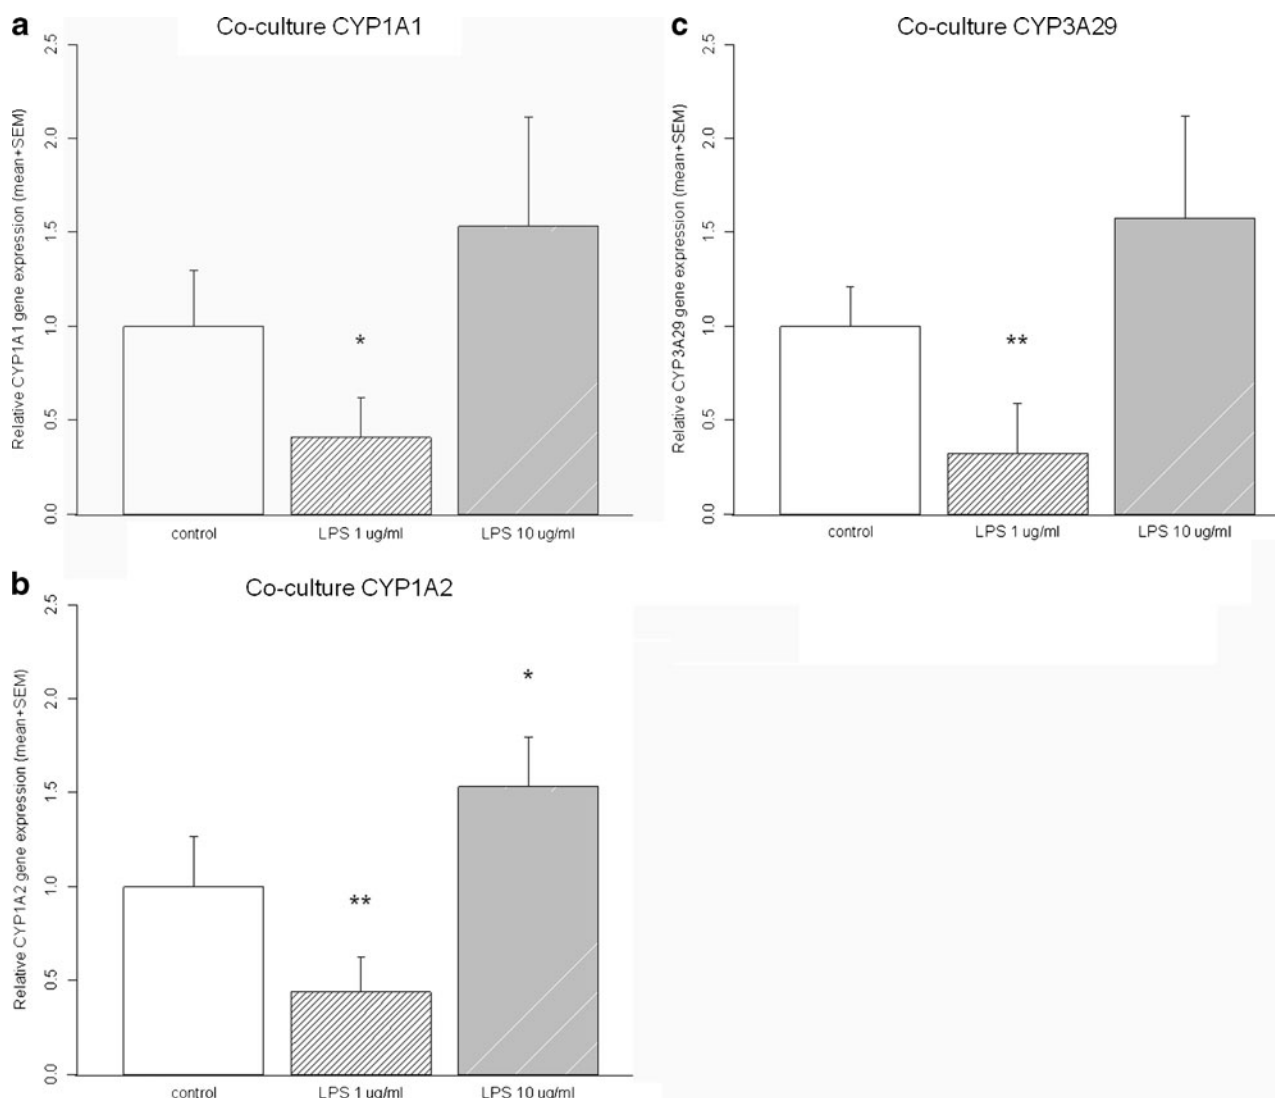 a
Co-culture CYP1A1
Relative CYP1A1 gene expression (mean+SEM)
2.5
2.0
1.5
1.0
0.5
0.0
*
control
LPS 1 ug/ml
LPS 10 ug/ml
c
Co-culture CYP3A29
Relative CYP3A29 gene expression (mean+SEM)
2.5
2.0
1.5
1.0
0.5
0.0
**
control
LPS 1 ug/ml
LPS 10 ug/ml
b
Co-culture CYP1A2
Relative CYP1A2 gene expression (mean+SEM)
2.5
2.0
1.5
1.0
0.5
0.0
**
*
control
LPS 1 ug/ml
LPS 10 ug/ml